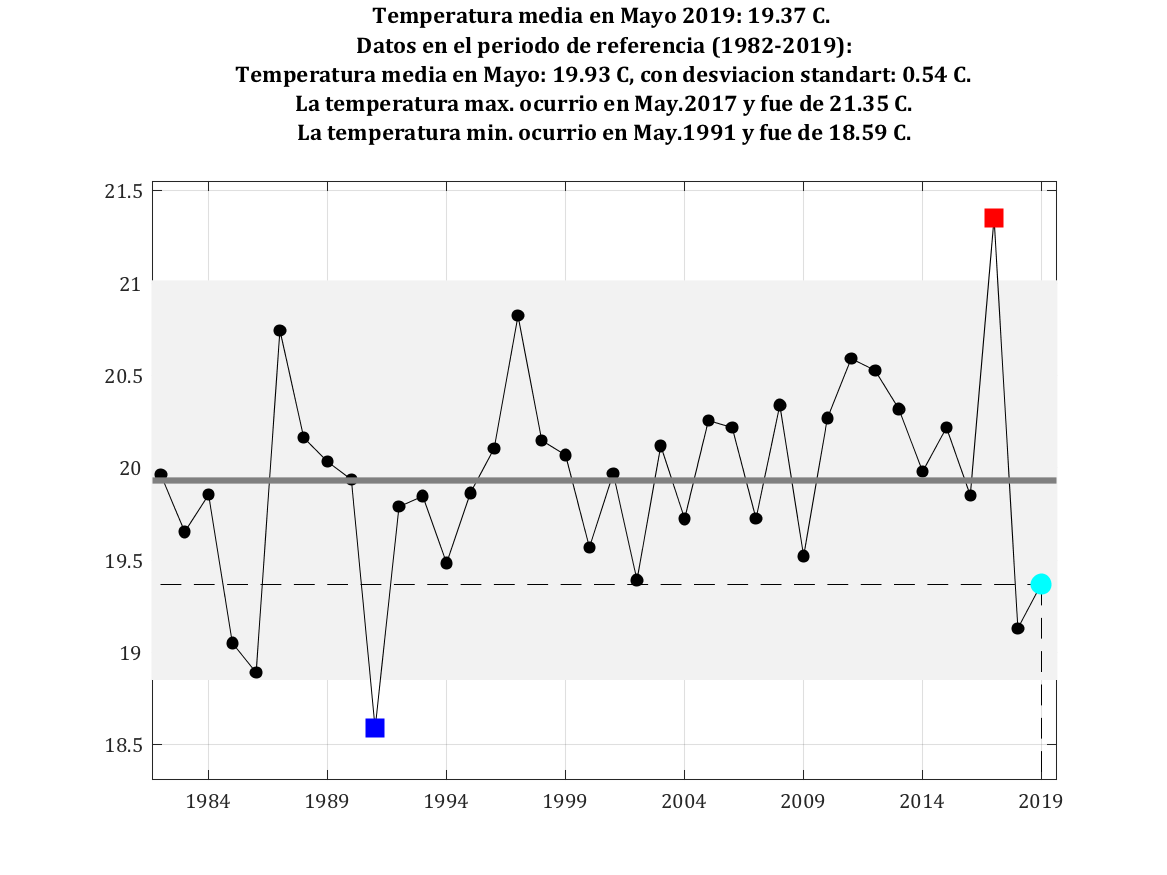 Temperatura media en Mayo 2019: 19.37 C.
Datos en el periodo de referencia (1982-2019):
Temperatura media en Mayo: 19.93 C, con desviacion standart: 0.54 C.
La temperatura max. ocurrio en May.2017 y fue de 21.35 C.
La temperatura min. ocurrio en May.1991 y fue de 18.59 C.
21.5
21
20.5
20
19.5
19
18.5
1984 1989 1994 1999 2004 2009 2014 2019